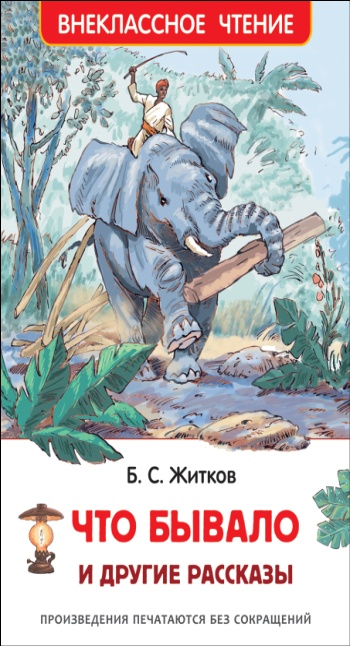 ВНЕКЛАССНОЕ ЧТЕНИЕ
Б. С. Житков
ЧТО БЫВАЛО
И ДРУГИЕ РАССКАЗЫ
ПРОИЗВЕДЕНИЯ ПЕЧАТАЮТСЯ БЕЗ СОКРАЩЕНИЙ